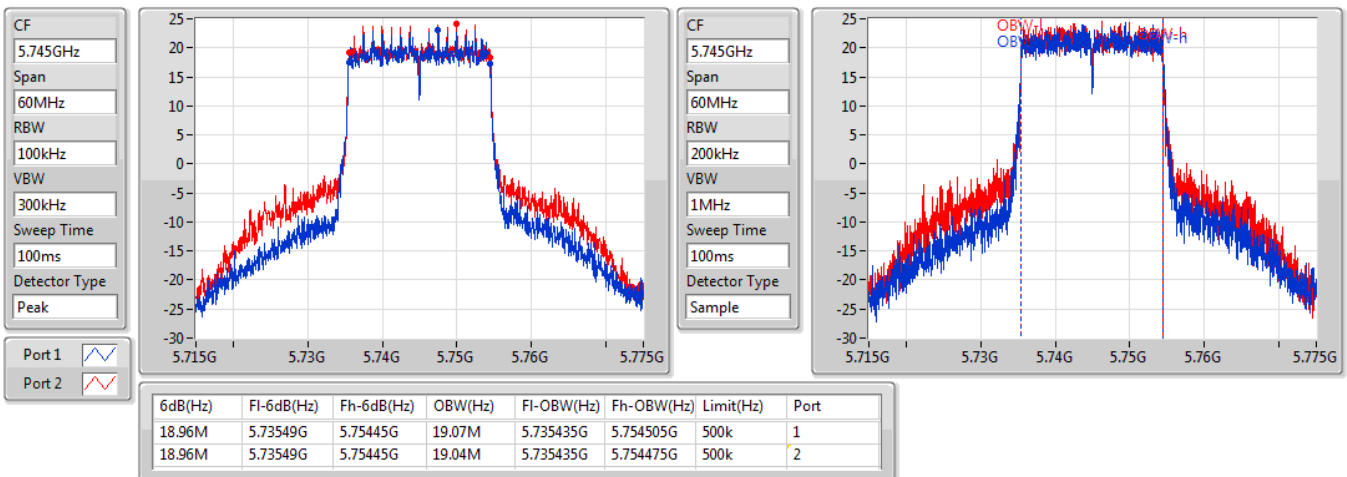 CF
5.745GHz
Span
60MHz
RBW
100kHz
VBW
300kHz
Sweep Time
100ms
Detector Type
Peak
Port 1
Port 2
25
20
15
10
5
0
-5
-10
-15
-20
-25
-30
5.715G 5.73G 5.74G 5.75G 5.76G 5.775G
CF
5.745GHz
Span
60MHz
RBW
200kHz
VBW
1MHz
Sweep Time
100ms
Detector Type
Sample
25
20
15
10
5
0
-5
-10
-15
-20
-25
-30
5.715G 5.73G 5.74G 5.75G 5.76G 5.775G
6dB(Hz) Fl-6dB(Hz) Fh-6dB(Hz) OBW(Hz) Fl-OBW(Hz) Fh-OBW(Hz) Limit(Hz) Port
18.96M 5.73549G 5.75445G 19.07M 5.735435G 5.754505G 500k 1
18.96M 5.73549G 5.75445G 19.04M 5.735435G 5.754475G 500k 2